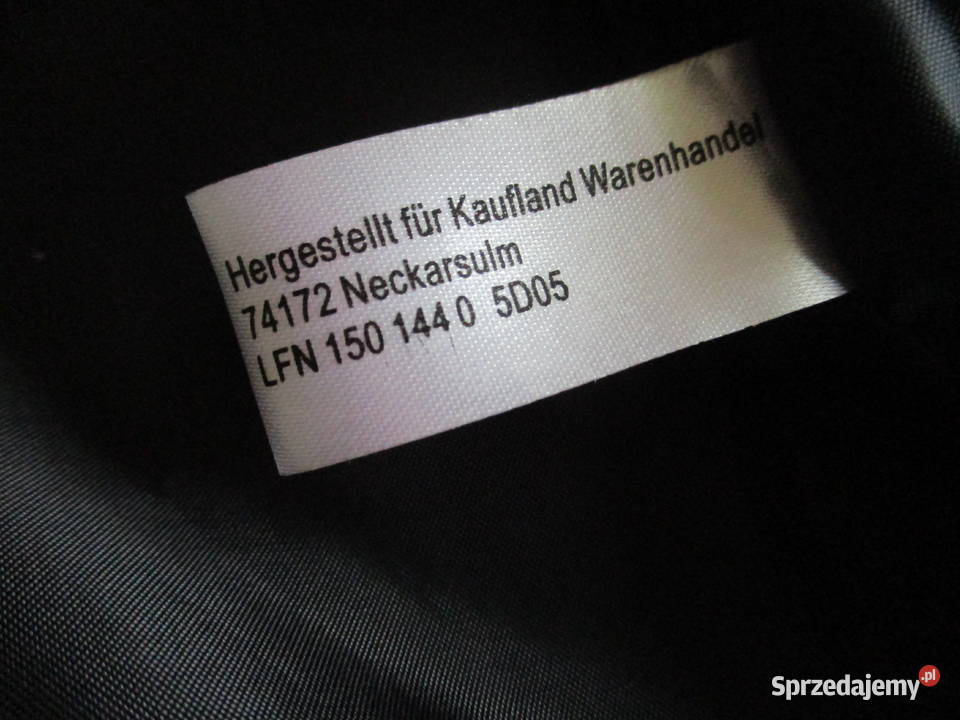 Hergestellt für Kaufland Warenhandel
74172 Neckarsulm
LFN 150 144 0 5D05
Sprzedajemy.pl